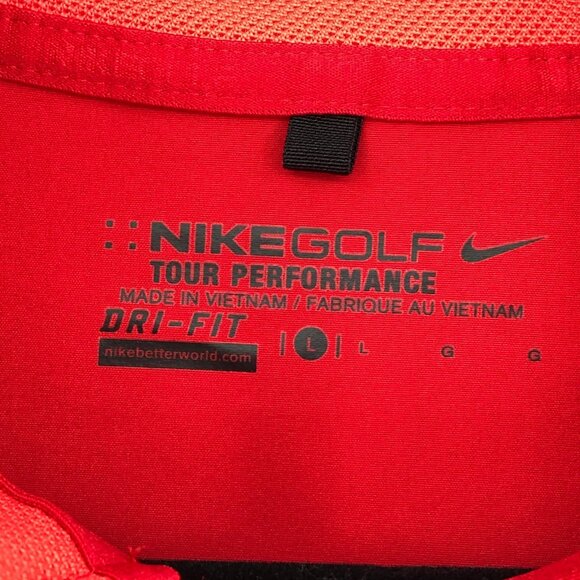 NIKEGOLF
TOUR PERFORMANCE
MADE IN VIETNAM / FABRIQUE AU VIETNAM
DRI-FIT
nikebetterworld.com
L L G G